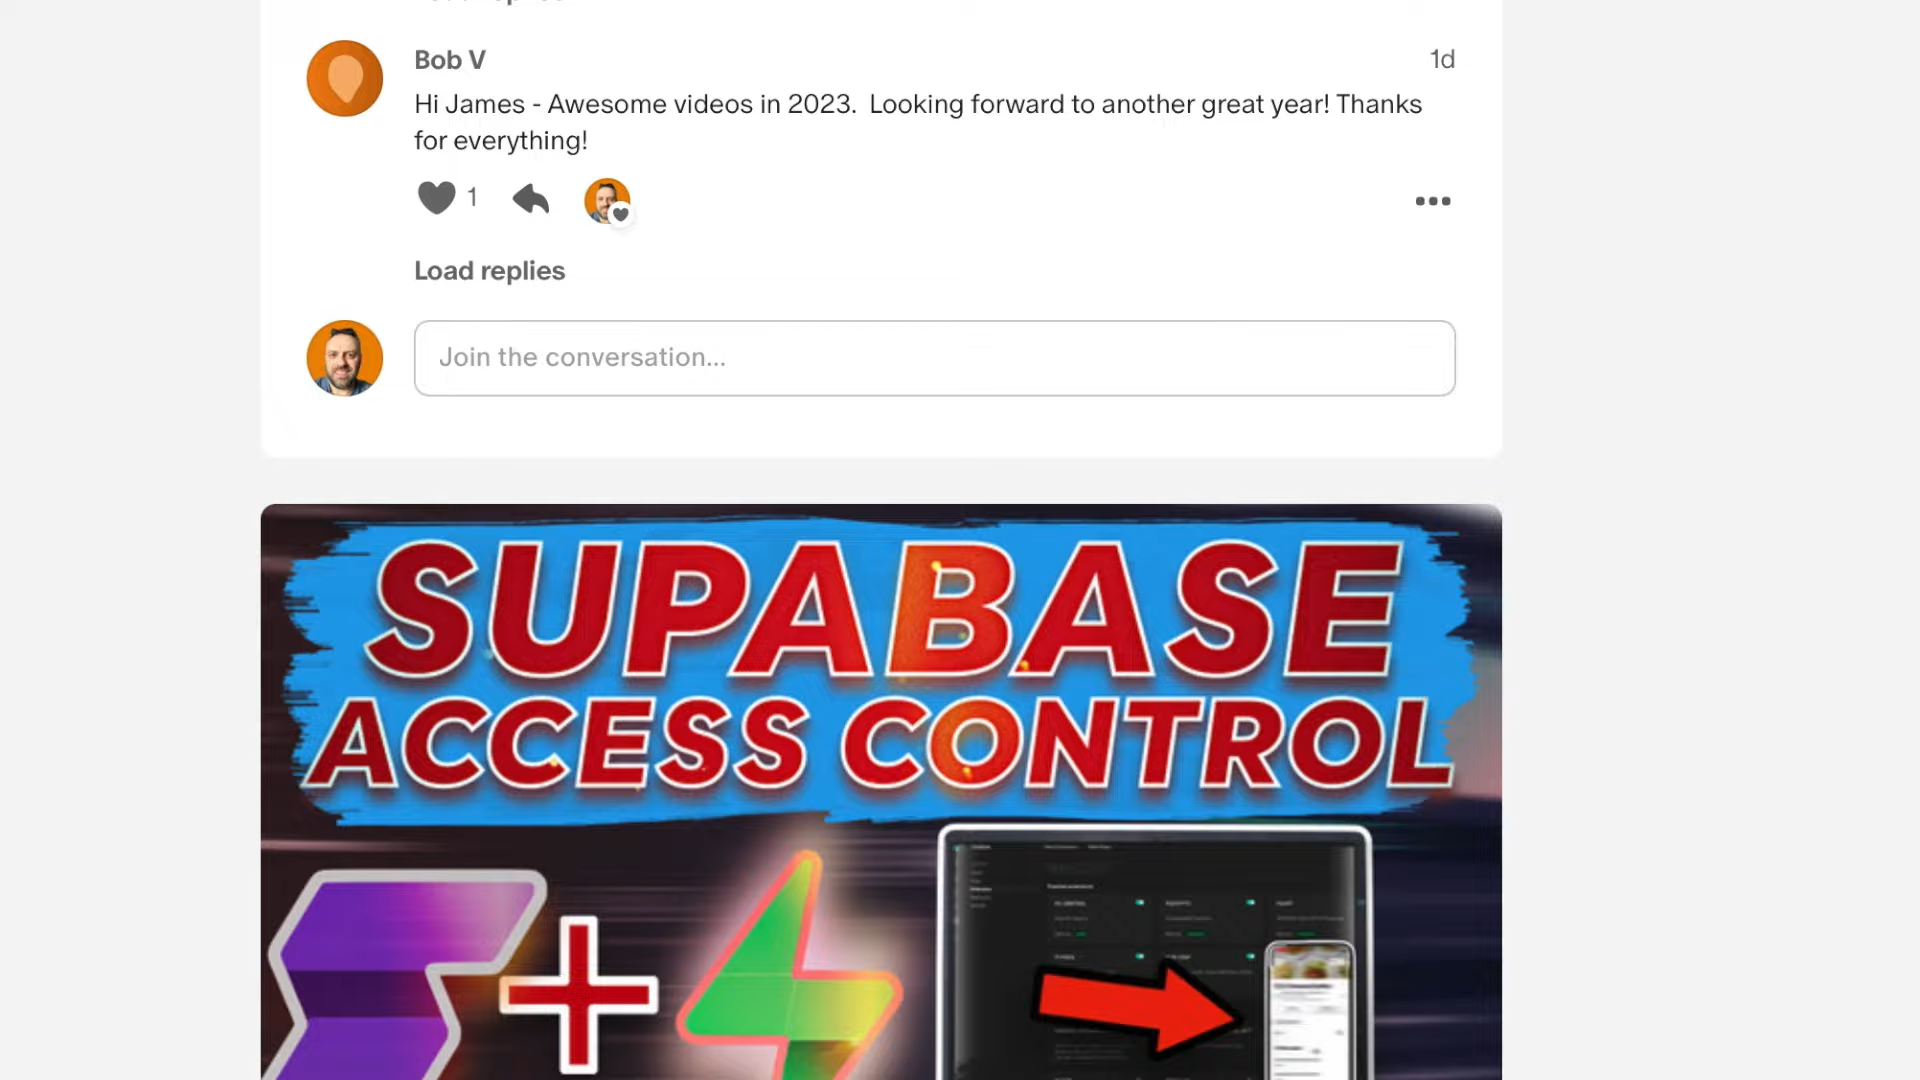 Bob V
1d
Hi James - Awesome videos in 2023. Looking forward to another great year! Thanks
for everything!
1
Load replies
Join the conversation...
SUPABASE
ACCESS CONTROL